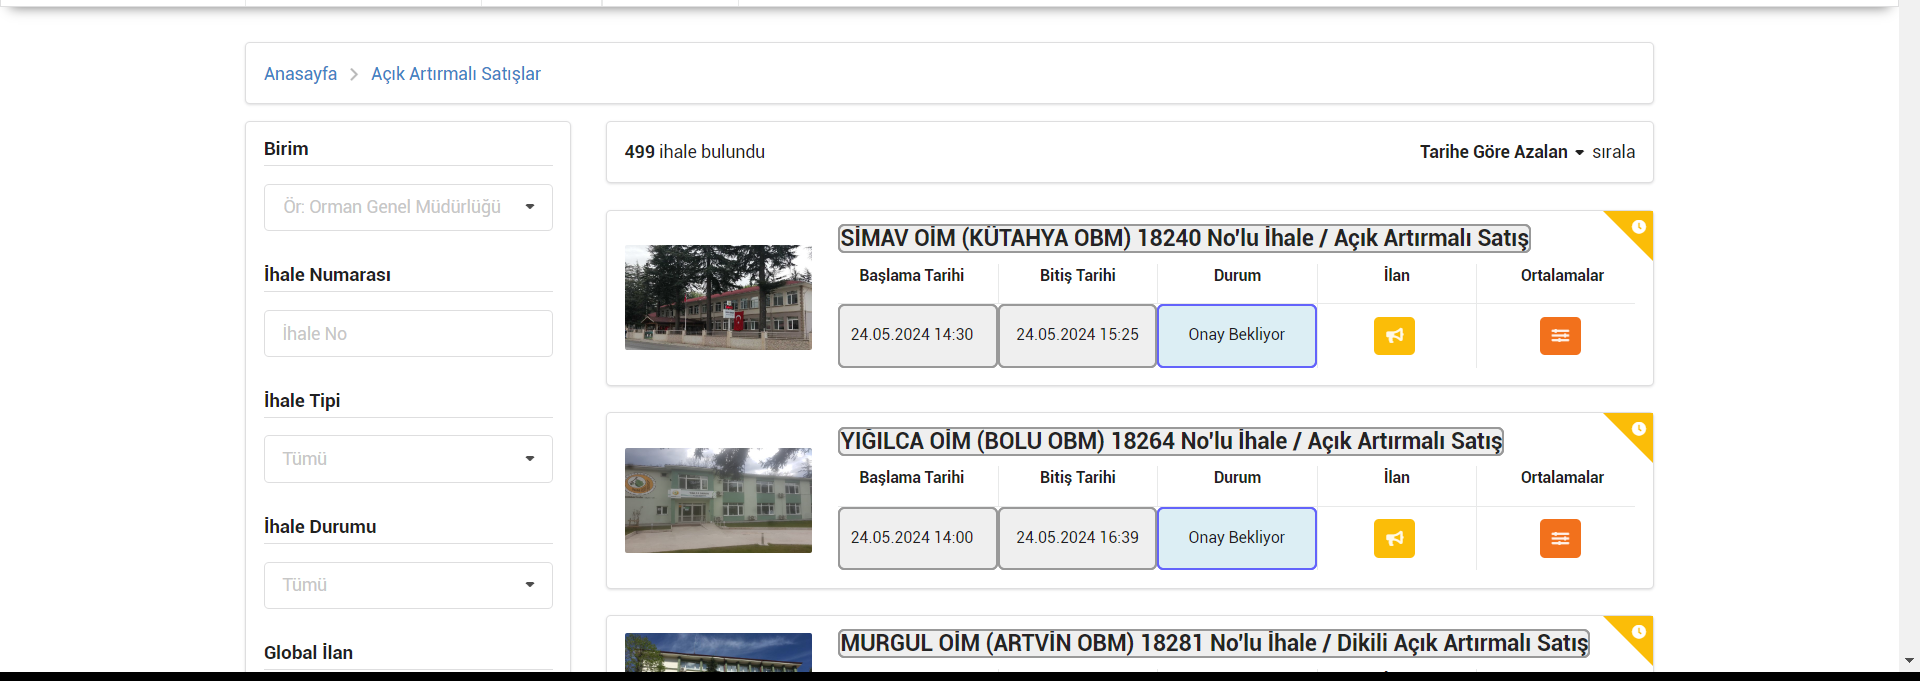 Anasayfa > Açık Artırmalı Satışlar
Birim
Ör: Orman Genel Müdürlüğü
İhale Numarası
İhale No
İhale Tipi
Tümü
İhale Durumu
Tümü
Global İlan
499 ihale bulundu
Tarihe Göre Azalan sırala
SİMAV OİM (KÜTAHYA OBM) 18240 No'lu İhale / Açık Artırmalı Satış
Başlama Tarihi Bitiş Tarihi Durum İlan Ortalamalar
24.05.2024 14:30 24.05.2024 15:25 Onay Bekliyor
YIĞILCA OİM (BOLU OBM) 18264 No'lu İhale / Açık Artırmalı Satış
Başlama Tarihi Bitiş Tarihi Durum İlan Ortalamalar
24.05.2024 14:00 24.05.2024 16:39 Onay Bekliyor
MURGUL OİM (ARTVİN OBM) 18281 No'lu İhale / Dikili Açık Artırmalı Satış